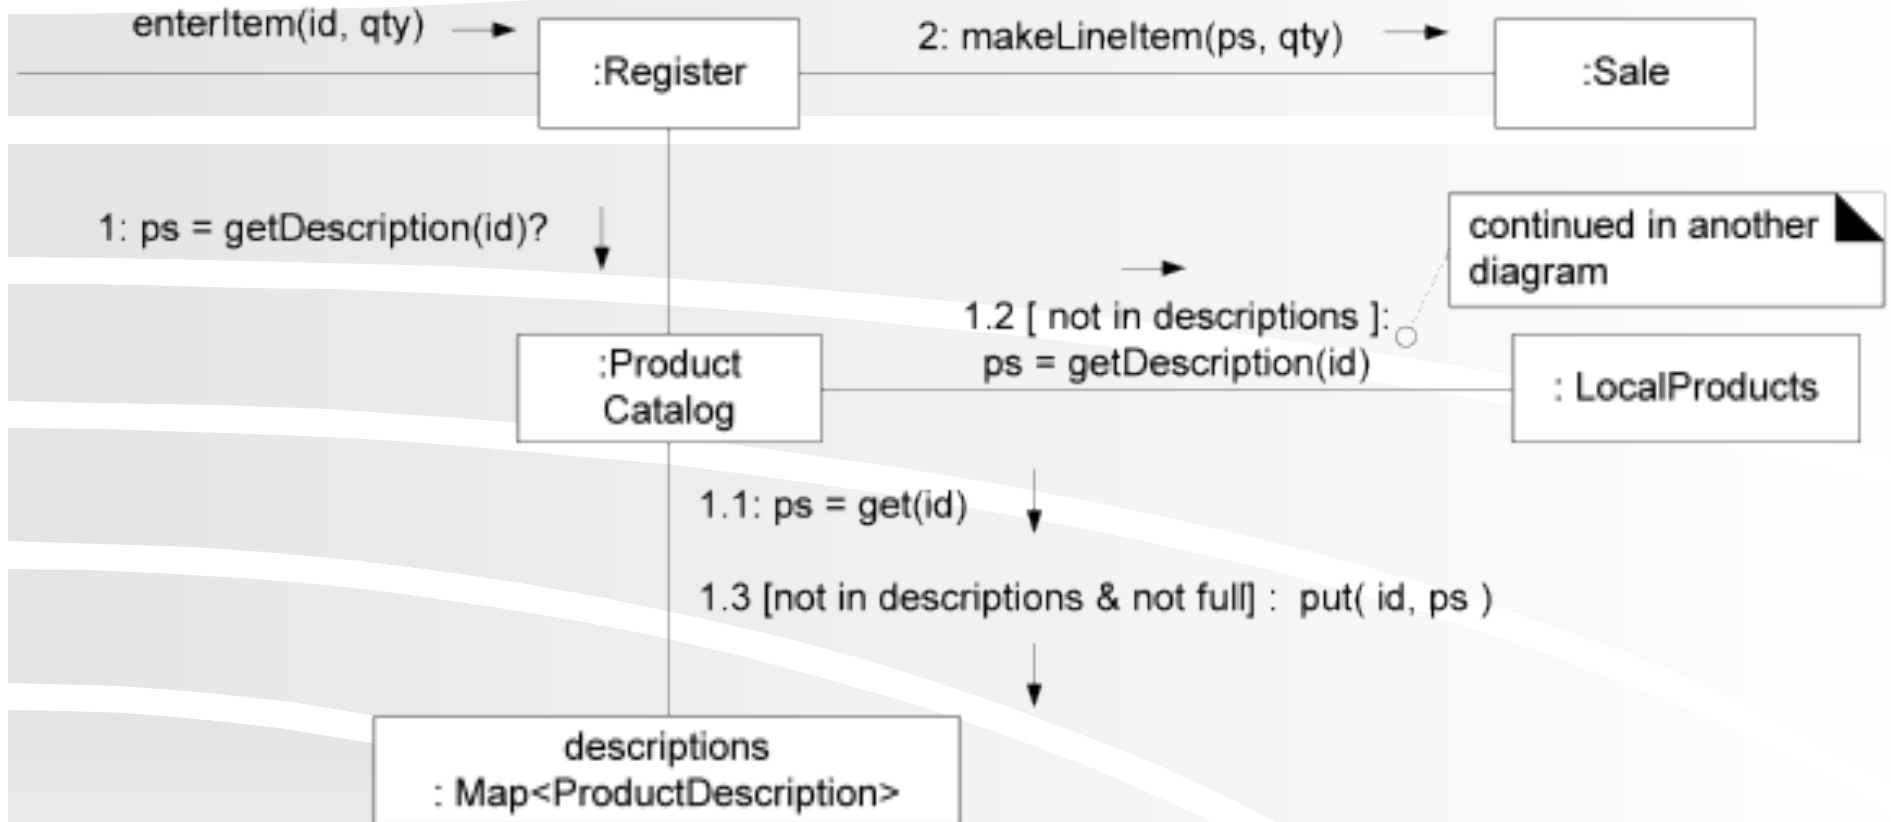 enterItem(id, qty)
2: makeLineItem(ps, qty)
:Register
:Sale
1: ps = getDescription(id)?
continued in another
diagram
1.2 [ not in descriptions ]:
ps = getDescription(id)
:Product
Catalog
: LocalProducts
1.1: ps = get(id)
1.3 [not in descriptions & not full] : put( id, ps )
descriptions
: Map<ProductDescription>